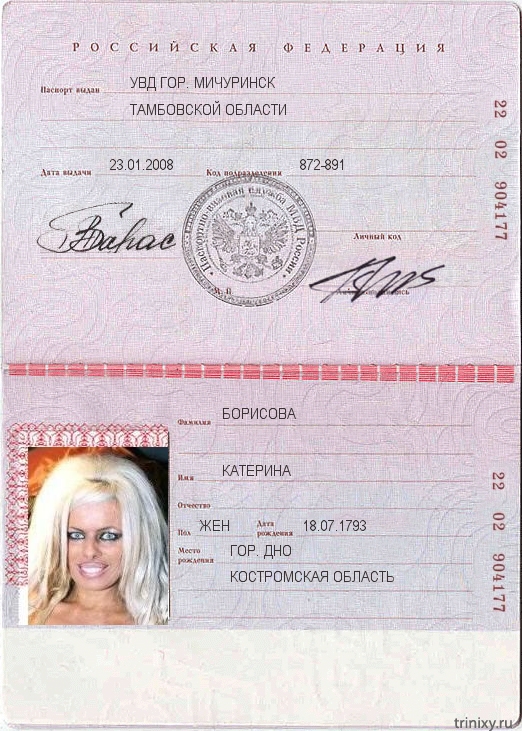 РОССИЙСКАЯ ФЕДЕРАЦИЯ
Паспорт выдан УВД ГОР. МИЧУРИНСК
ТАМБОВСКОЙ ОБЛАСТИ
Дата выдачи 23.01.2008 Код подразделения 872-891
Паспортно-визовая служба МВД России
Личный код
М. П.
22 02 904177
Фамилия БОРИСОВА
Имя КАТЕРИНА
Отчество
Пол ЖЕН Дата рождения 18.07.1793
Место рождения ГОР. ДНО
КОСТРОМСКАЯ ОБЛАСТЬ
22 02 904177
trinixy.ru